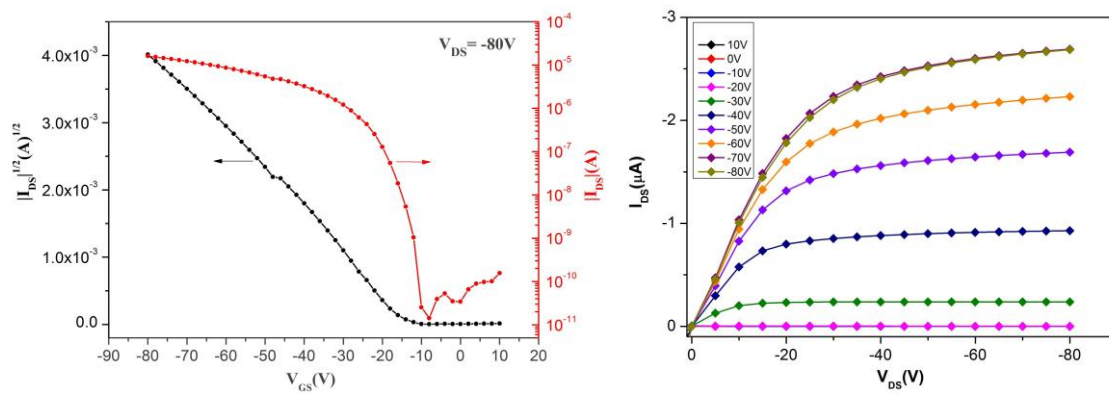 V_DS= -80V
|I_DS|^1/2(A)^1/2
4.0x10^-3
3.0x10^-3
2.0x10^-3
1.0x10^-3
0.0
-90 -80 -70 -60 -50 -40 -30 -20 -10 0 10 20
V_GS(V)
10^-4
10^-5
10^-6
10^-7
10^-8
10^-9
10^-10
10^-11
|I_DS|(A)
-3
-2
-1
0
I_DS(μA)
10V
0V
-10V
-20V
-30V
-40V
-50V
-60V
-70V
-80V
0 -20 -40 -60 -80
V_DS(V)